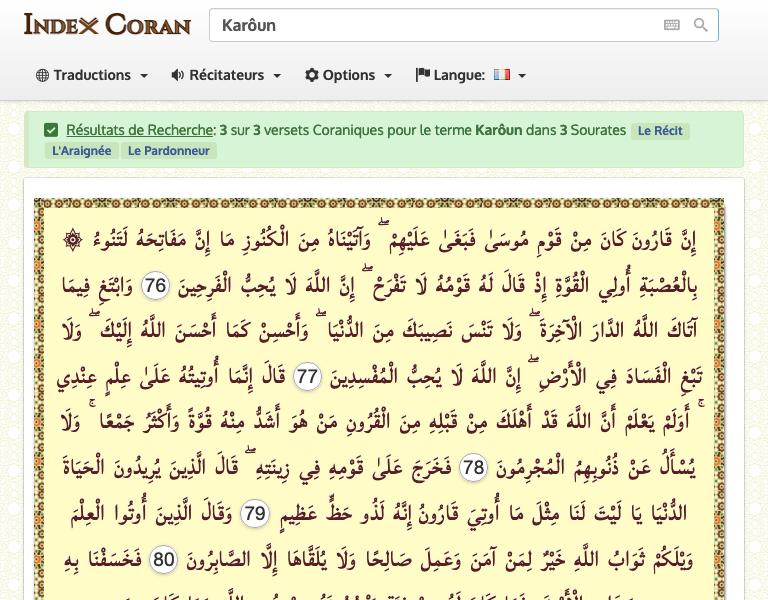 Index Coran
Karôun
Traductions Récitateurs Options Langue:
Résultats de Recherche: 3 sur 3 versets Coraniques pour le terme Karôun dans 3 Sourates Le Récit
L'Araignée Le Pardonneur
۞ إِنَّ قَارُونَ كَانَ مِنْ قَوْمِ مُوسَىٰ فَبَغَىٰ عَلَيْهِمْ ۖ وَآتَيْنَاهُ مِنَ الْكُنُوزِ مَا إِنَّ مَفَاتِحَهُ لَتَنُوءُ
بِالْعُصْبَةِ أُولِي الْقُوَّةِ إِذْ قَالَ لَهُ قَوْمُهُ لَا تَفْرَحْ ۖ إِنَّ اللَّهَ لَا يُحِبُّ الْفَرِحِينَ 76 وَابْتَغِ فِيمَا
آتَاكَ اللَّهُ الدَّارَ الْآخِرَةَ ۖ وَلَا تَنْسَ نَصِيبَكَ مِنَ الدُّنْيَا ۖ وَأَحْسِنْ كَمَا أَحْسَنَ اللَّهُ إِلَيْكَ ۖ وَلَا
تَبْغِ الْفَسَادَ فِي الْأَرْضِ ۖ إِنَّ اللَّهَ لَا يُحِبُّ الْمُفْسِدِينَ 77 قَالَ إِنَّمَا أُوتِيتُهُ عَلَىٰ عِلْمٍ عِنْدِي
ۚ أَوَلَمْ يَعْلَمْ أَنَّ اللَّهَ قَدْ أَهْلَكَ مِنْ قَبْلِهِ مِنَ الْقُرُونِ مَنْ هُوَ أَشَدُّ مِنْهُ قُوَّةً وَأَكْثَرُ جَمْعًا ۚ وَلَا
يُسْأَلُ عَنْ ذُنُوبِهِمُ الْمُجْرِمُونَ 78 فَخَرَجَ عَلَىٰ قَوْمِهِ فِي زِينَتِهِ ۖ قَالَ الَّذِينَ يُرِيدُونَ الْحَيَاةَ
الدُّنْيَا يَا لَيْتَ لَنَا مِثْلَ مَا أُوتِيَ قَارُونُ إِنَّهُ لَذُو حَظٍّ عَظِيمٍ 79 وَقَالَ الَّذِينَ أُوتُوا الْعِلْمَ
وَيْلَكُمْ ثَوَابُ اللَّهِ خَيْرٌ لِمَنْ آمَنَ وَعَمِلَ صَالِحًا وَلَا يُلَقَّاهَا إِلَّا الصَّابِرُونَ 80 فَخَسَفْنَا بِهِ